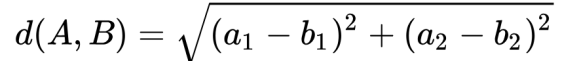 d(A, B) = √((a₁ − b₁)² + (a₂ − b₂)²)